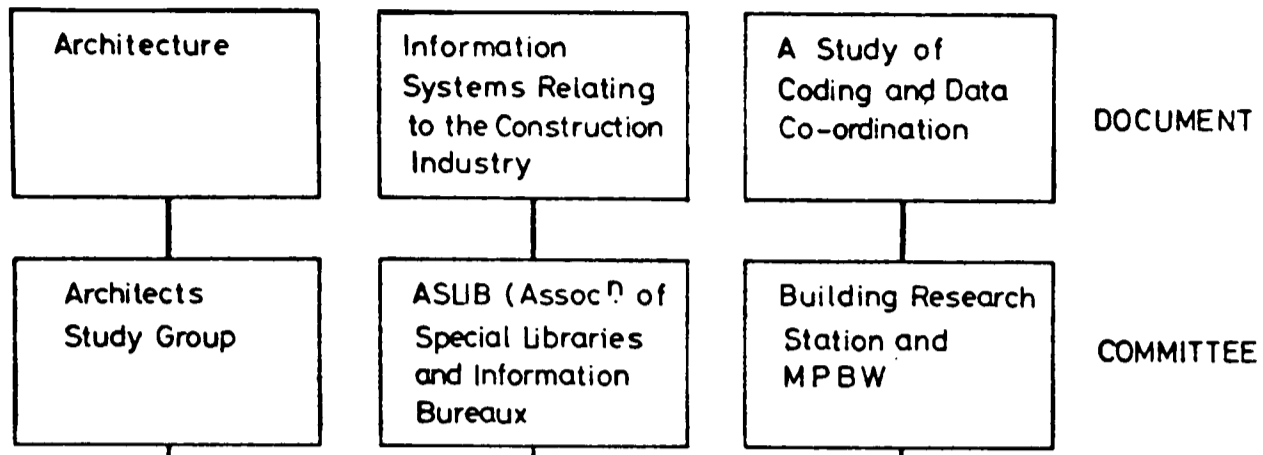 Architecture
Information
Systems Relating
to the Construction
Industry
A Study of
Coding and Data
Co-ordination
DOCUMENT
Architects
Study Group
ASLIB (Assocⁿ. of
Special Libraries
and Information
Bureaux
Building Research
Station and
MPBW
COMMITTEE